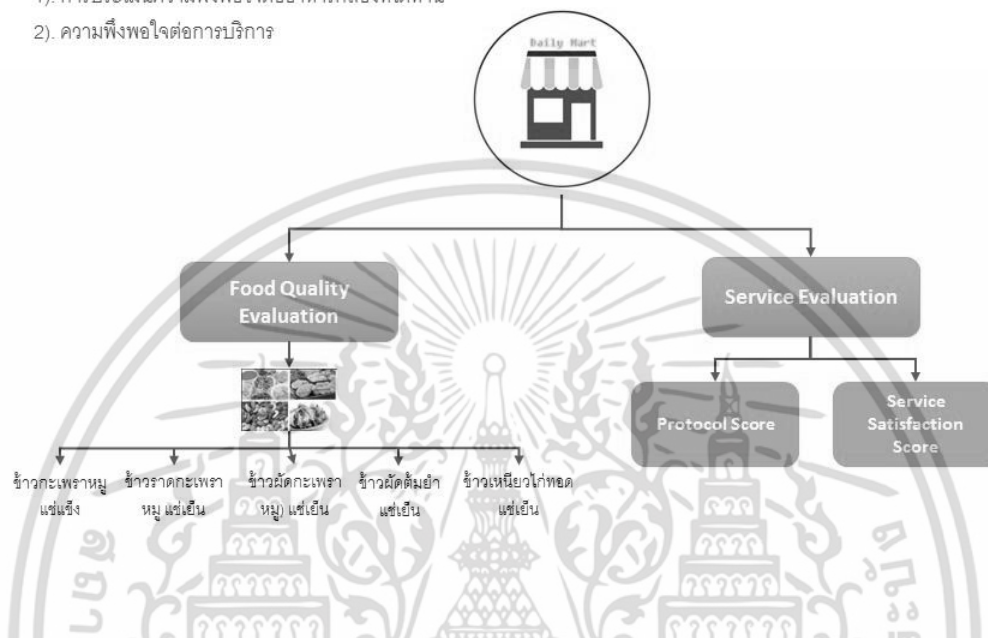 2). ความพึงพอใจต่อการบริการ
Daily Mart
Food Quality
Evaluation
Service Evaluation
Protocol Score
Service
Satisfaction
Score
ข้าวกะเพราหมู
แช่แข็ง
ข้าวราดกะเพรา
หมู แช่เย็น
ข้าวผัดกะเพรา
หมู) แช่เย็น
ข้าวผัดต้มยำ
แช่เย็น
ข้าวเหนียวไก่ทอด
แช่เย็น